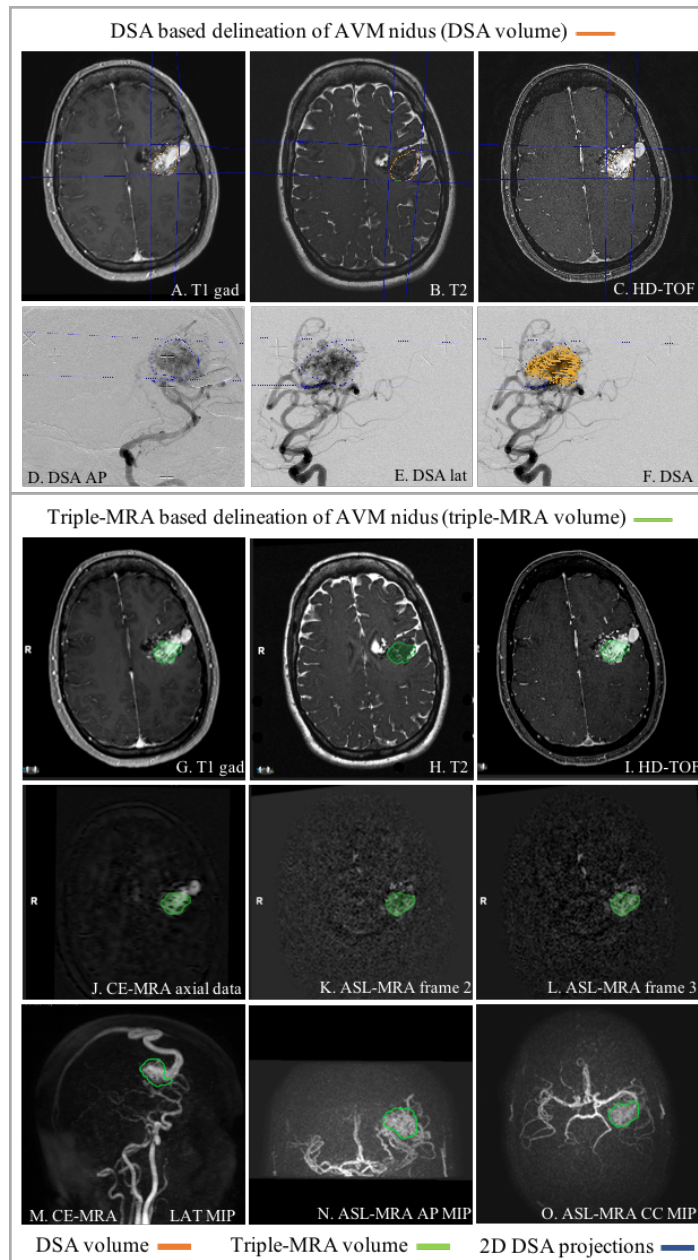 DSA based delineation of AVM nidus (DSA volume)
A. T1 gad
B. T2
C. HD-TOF
D. DSA AP
E. DSA lat
F. DSA
Triple-MRA based delineation of AVM nidus (triple-MRA volume)
R
G. T1 gad
R
H. T2
I. HD-TOF
R
J. CE-MRA axial data
K. ASL-MRA frame 2
R
L. ASL-MRA frame 3
M. CE-MRA LAT MIP
N. ASL-MRA AP MIP
O. ASL-MRA CC MIP
DSA volume
Triple-MRA volume
2D DSA projections